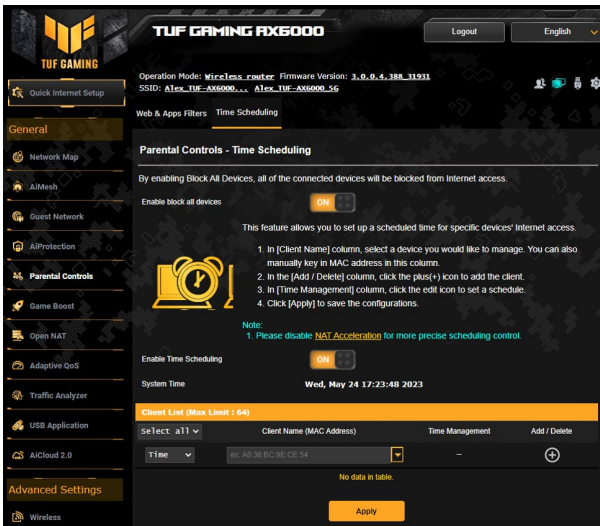 TUF GAMING AX6000
Logout
English
TUF GAMING
Operation Mode: Wireless router Firmware Version: 3.0.0.4.388_31931
SSID: Alex_TUF-AX6000... Alex_TUF-AX6000_5G
Quick Internet Setup
General
Network Map
AiMesh
Guest Network
AiProtection
Parental Controls
Game Boost
Open NAT
Adaptive QoS
Traffic Analyzer
USB Application
AiCloud 2.0
Advanced Settings
Wireless
Web & Apps Filters Time Scheduling
Parental Controls - Time Scheduling
By enabling Block All Devices, all of the connected devices will be blocked from Internet access.
Enable block all devices ON
This feature allows you to set up a scheduled time for specific devices' Internet access.
1. In [Client Name] column, select a device you would like to manage. You can also
manually key in MAC address in this column.
2. In the [Add / Delete] column, click the plus(+) icon to add the client.
3. In [Time Management] column, click the edit icon to set a schedule.
4. Click [Apply] to save the configurations.
Note:
1. Please disable NAT Acceleration for more precise scheduling control.
Enable Time Scheduling ON
System Time Wed, May 24 17:23:48 2023
Client List (Max Limit : 64)
Select all Client Name (MAC Address) Time Management Add / Delete
Time ex: A0:36:BC:9E:CE:54 –
No data in table.
Apply